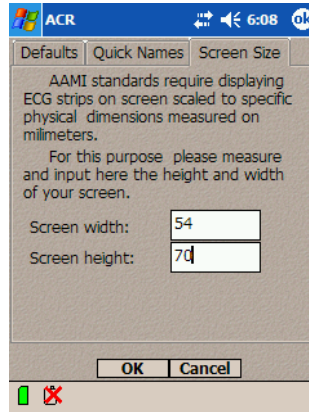 ACR 6:08 ok
Defaults Quick Names Screen Size
AAMI standards require displaying
ECG strips on screen scaled to specific
physical dimensions measured on
milimeters.
For this purpose please measure
and input here the height and width
of your screen.
Screen width: 54
Screen height: 70
OK Cancel